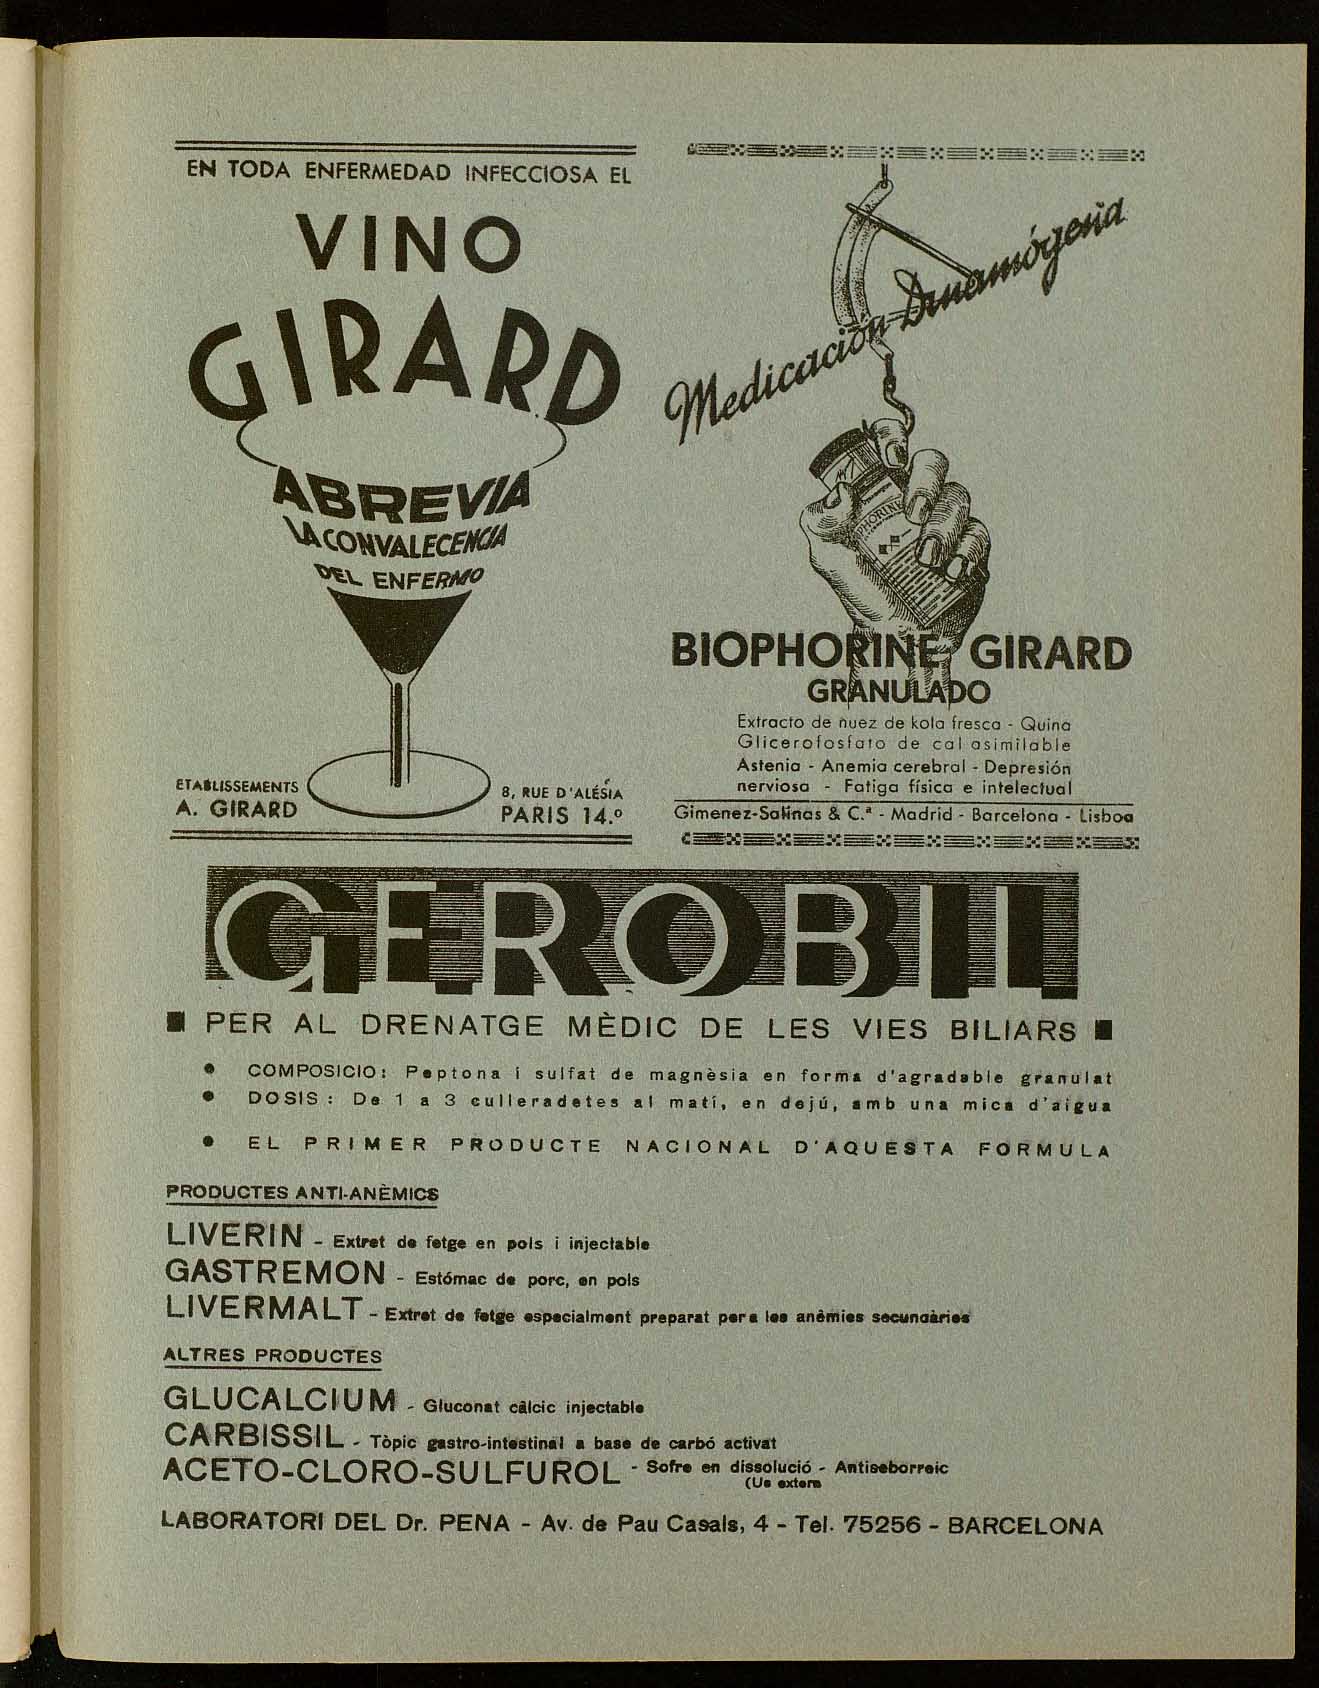 EN TODA ENFERMEDAD INFECCIOSA EL
VINO
GIRARD
ABREVIA
LA CONVALECENCIA
DEL ENFERMO
ETABLISSEMENTS
A. GIRARD
8, RUE D'ALÉSIA
PARIS 14.º
Medicación Dinamógena
PHORINE
BIOPHORINE GIRARD
GRANULADO
Extracto de nuez de kola fresca - Quina
Glicerofosfato de cal asimilable
Astenia - Anemia cerebral - Depresión
nerviosa - Fatiga física e intelectual
Gimenez-Salinas & C.ª - Madrid - Barcelona - Lisboa
GEROBIL
PER AL DRENATGE MÈDIC DE LES VIES BILIARS
COMPOSICIO: Peptona i sulfat de magnèsia en forma d'agradable granulat
DOSIS: De 1 a 3 culleradetes al matí, en dejú, amb una mica d'aigua
EL PRIMER PRODUCTE NACIONAL D'AQUESTA FORMULA
PRODUCTES ANTI-ANÈMICS
LIVERIN - Extret de fetge en pols i injectable
GASTREMON - Estómac de porc, en pols
LIVERMALT - Extret de fetge especialment preparat per a les anèmies secundàries
ALTRES PRODUCTES
GLUCALCIUM - Gluconat càlcic injectable
CARBISSIL - Tòpic gastro-intestinal a base de carbó activat
ACETO-CLORO-SULFUROL - Sofre en dissolució - Antiseborreic
(Us extern
LABORATORI DEL Dr. PENA - Av. de Pau Casals, 4 - Tel. 75256 - BARCELONA